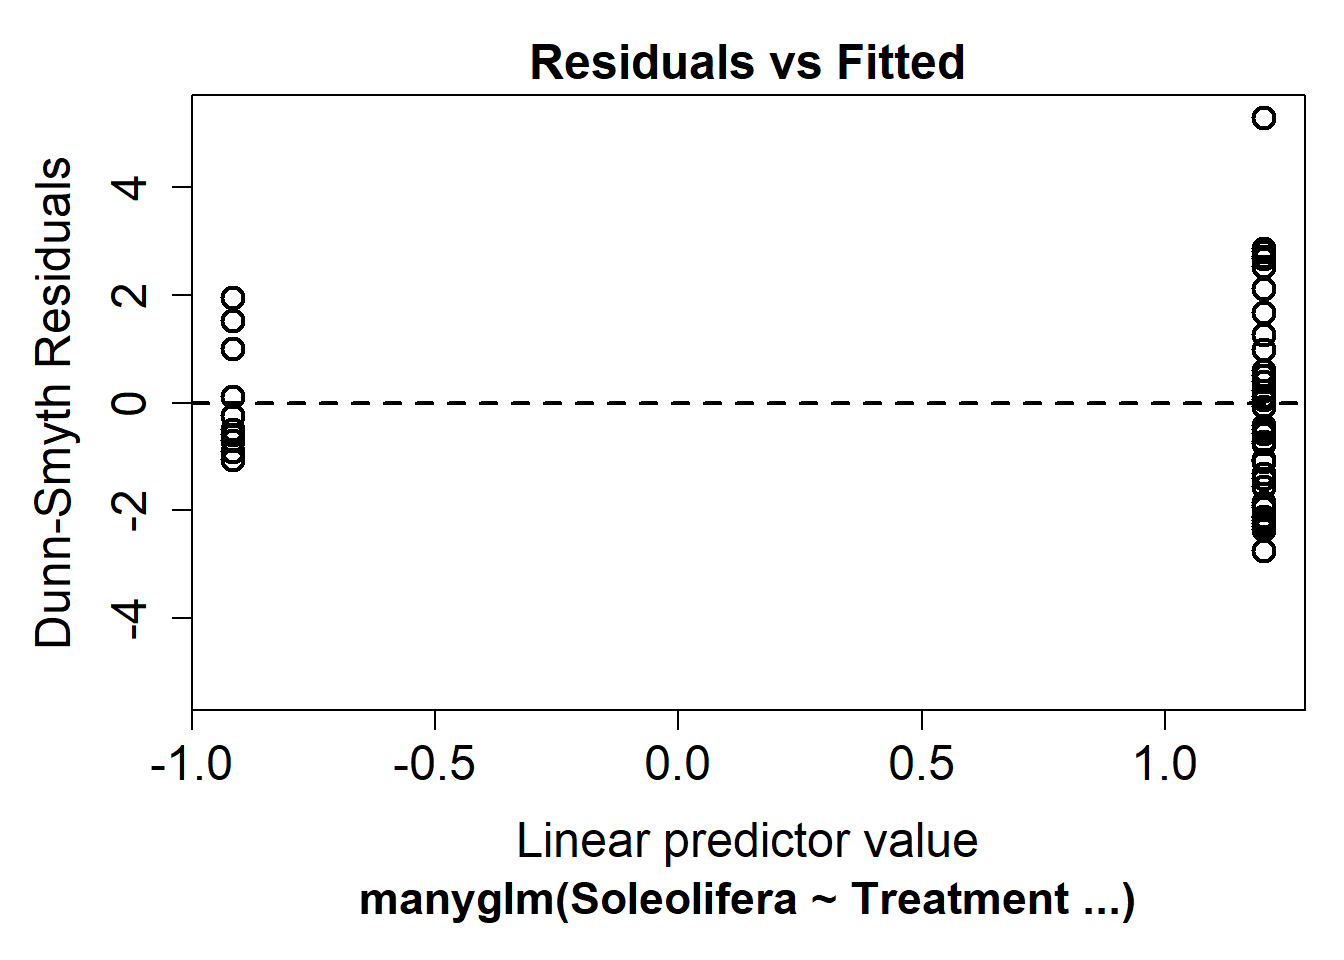 Residuals vs Fitted
Dunn-Smyth Residuals
4
2
0
-2
-4
-1.0 -0.5 0.0 0.5 1.0
Linear predictor value
manyglm(Soleolifera ~ Treatment ...)